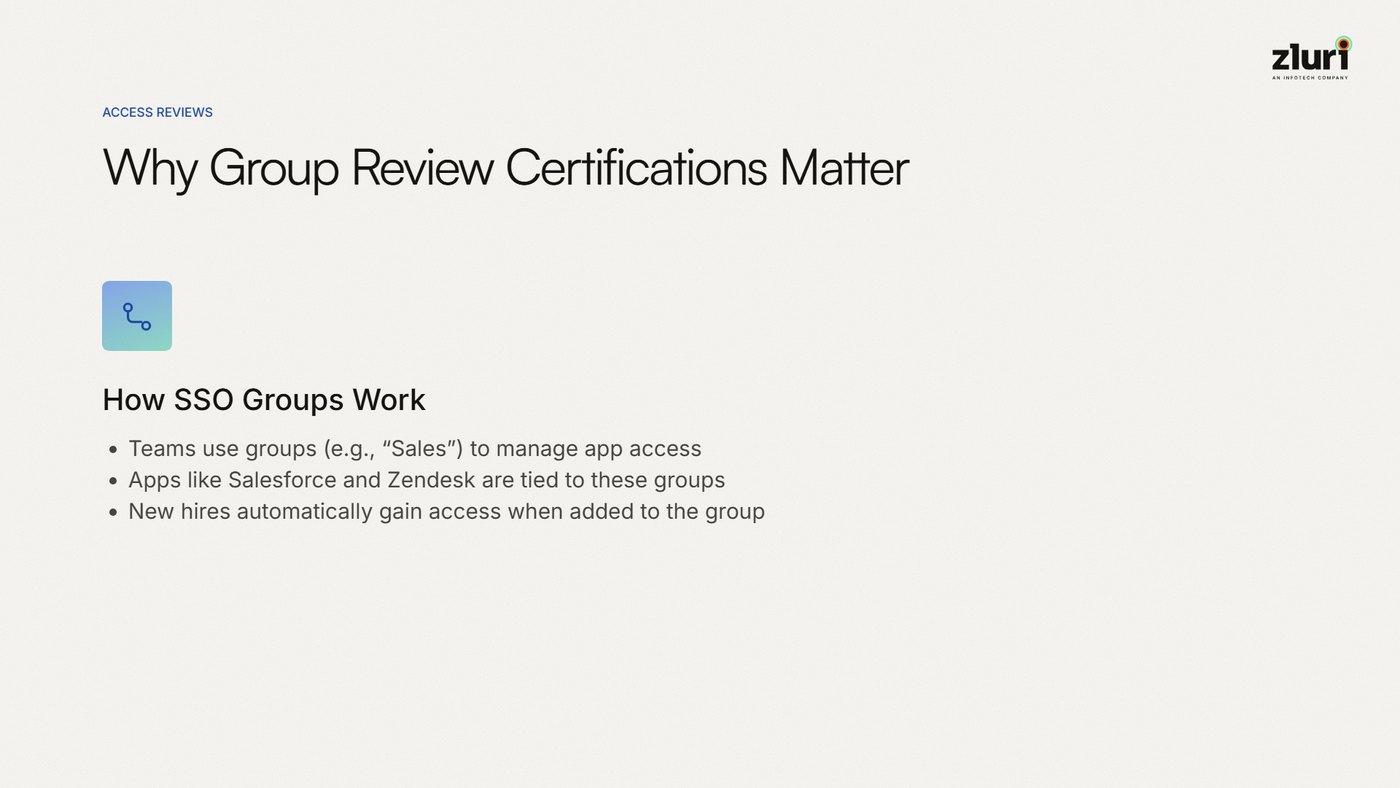 zluri
AN INFOTECH COMPANY
ACCESS REVIEWS
Why Group Review Certifications Matter
How SSO Groups Work
• Teams use groups (e.g., “Sales”) to manage app access
• Apps like Salesforce and Zendesk are tied to these groups
• New hires automatically gain access when added to the group